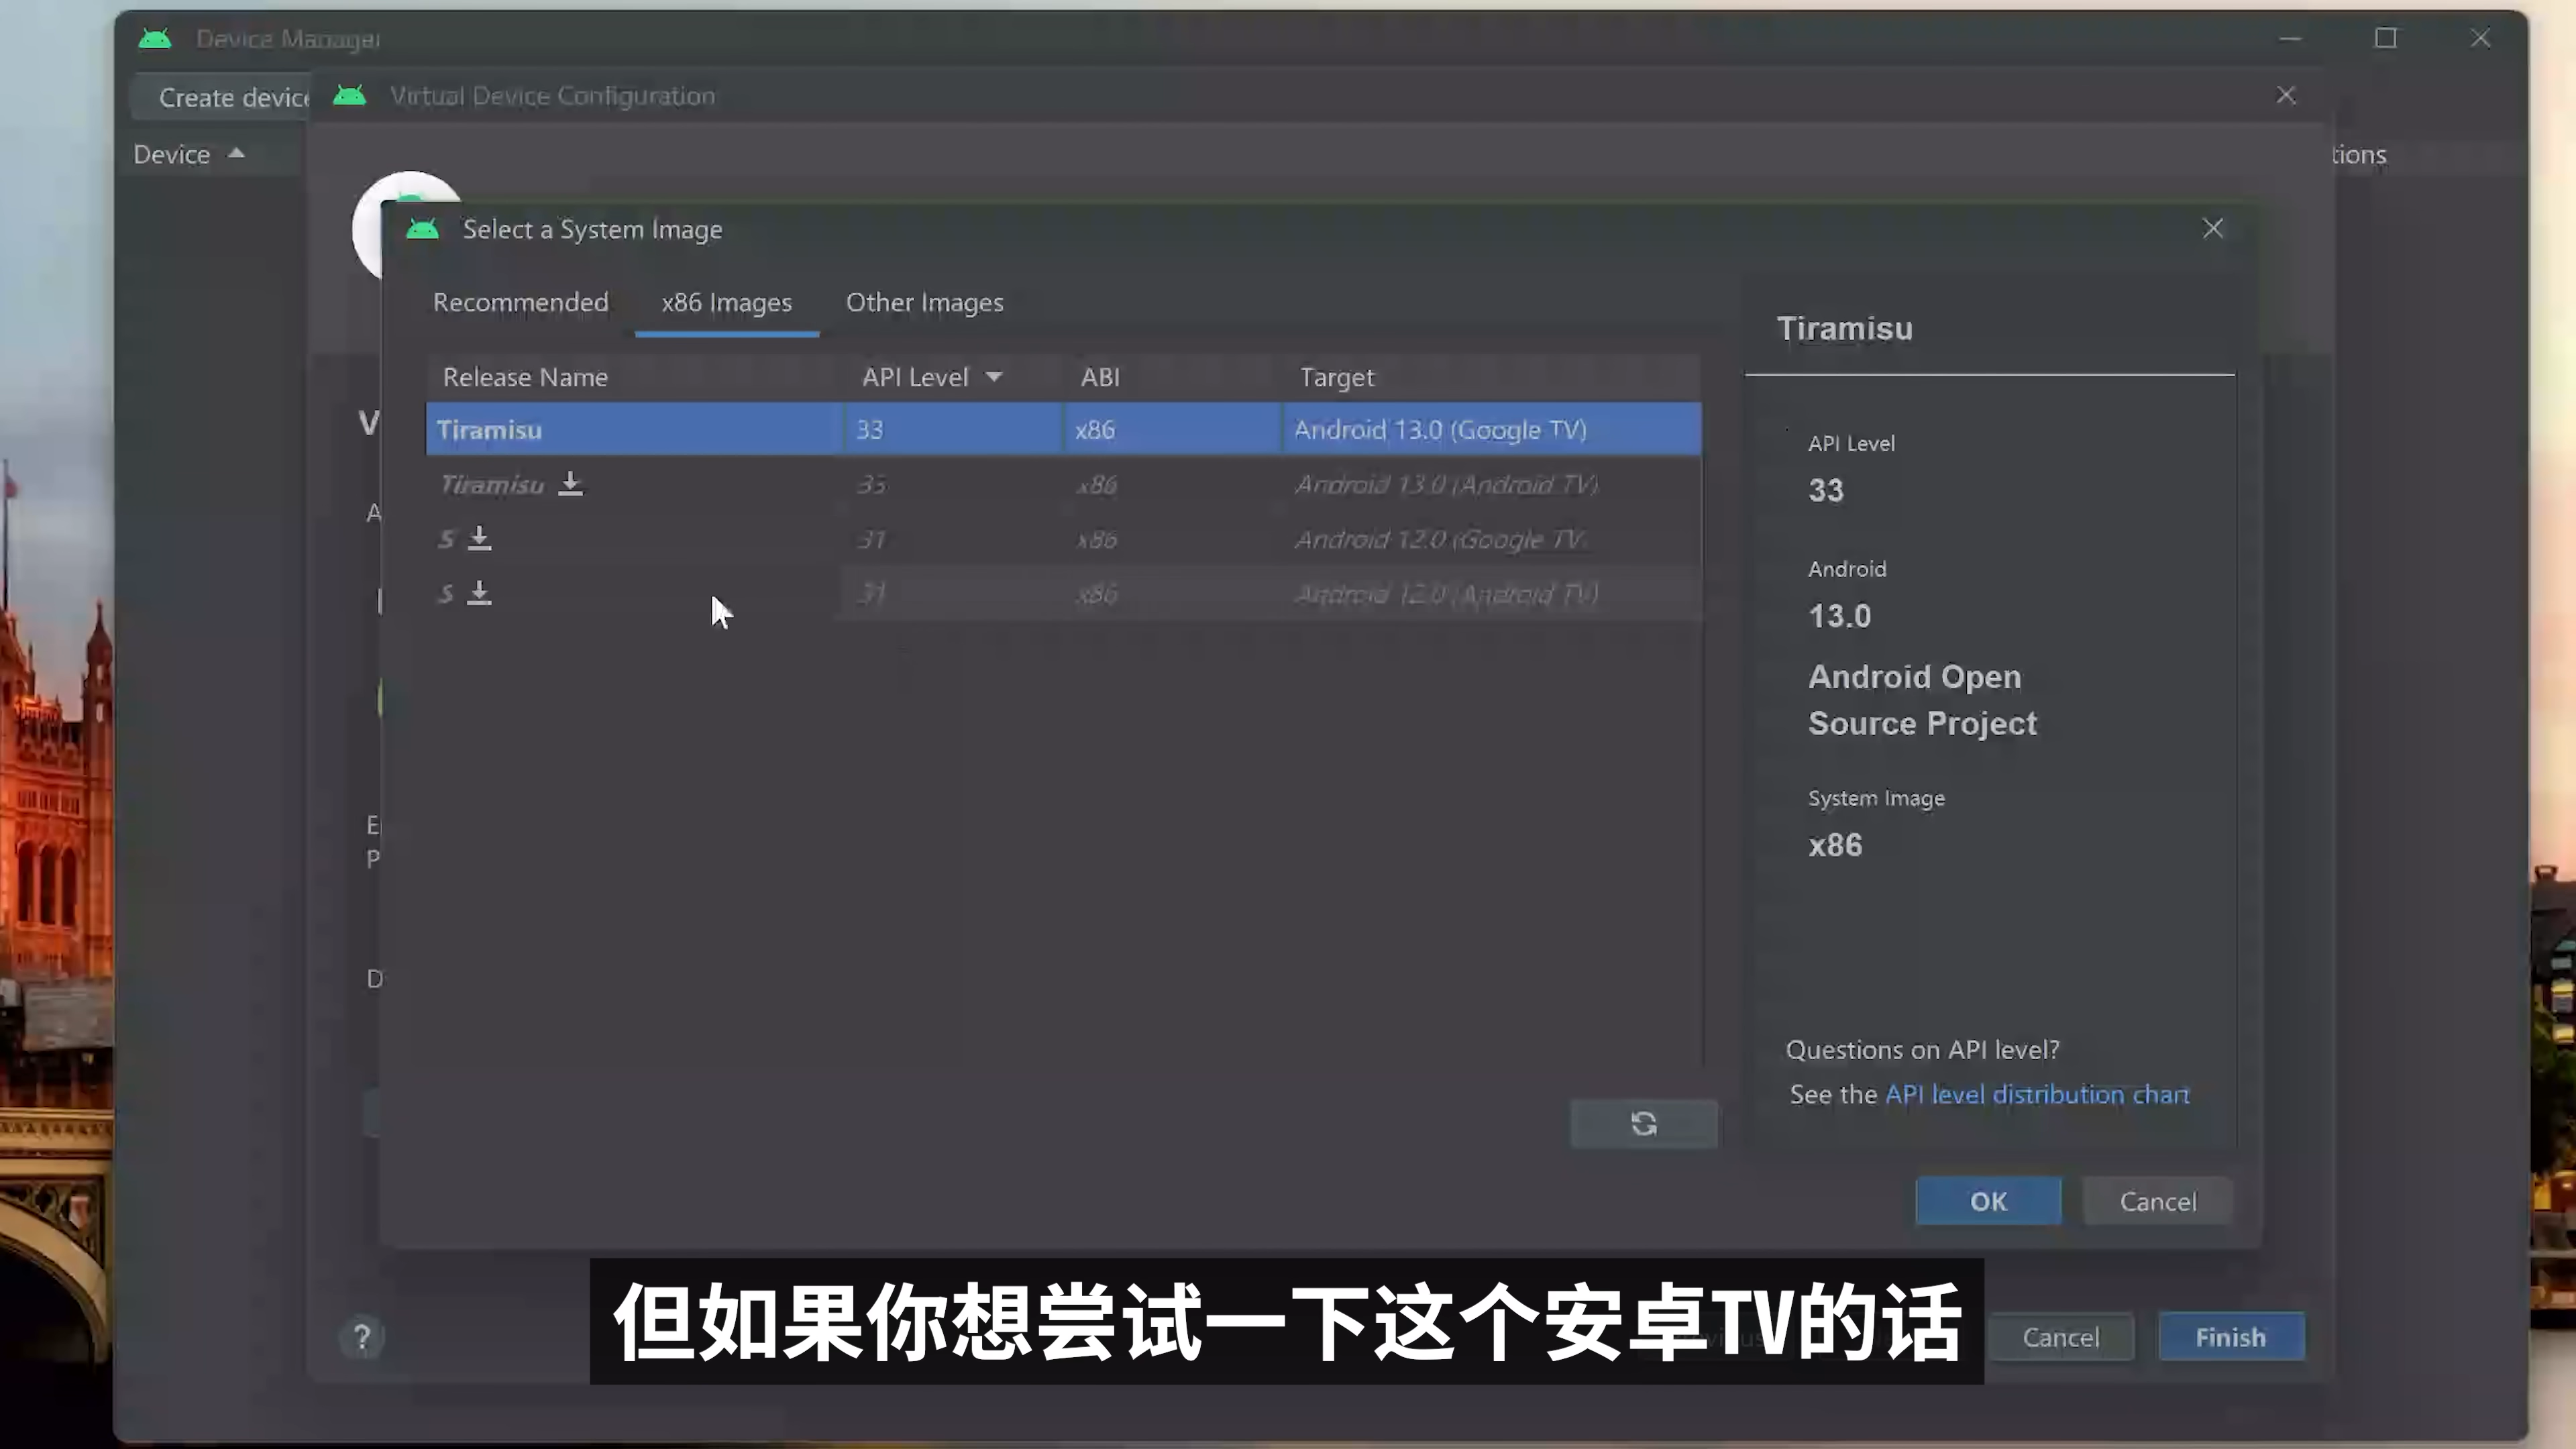 Device Manager
Create device
Virtual Device Configuration
Device
tions
Select a System Image
Recommended
x86 Images
Other Images
Release Name
API Level
ABI
Target
Tiramisu
33
x86
Android 13.0 (Google TV)
Tiramisu
33
x86
Android 13.0 (Android TV)
S
31
x86
Android 12.0 (Google TV)
S
31
x86
Android 12.0 (Android TV)
Tiramisu
API Level
33
Android
13.0
Android Open
Source Project
System Image
x86
Questions on API level?
See the API level distribution chart
OK
Cancel
V
A
E
P
D
?
但如果你想尝试一下这个安卓TV的话
Cancel
Finish